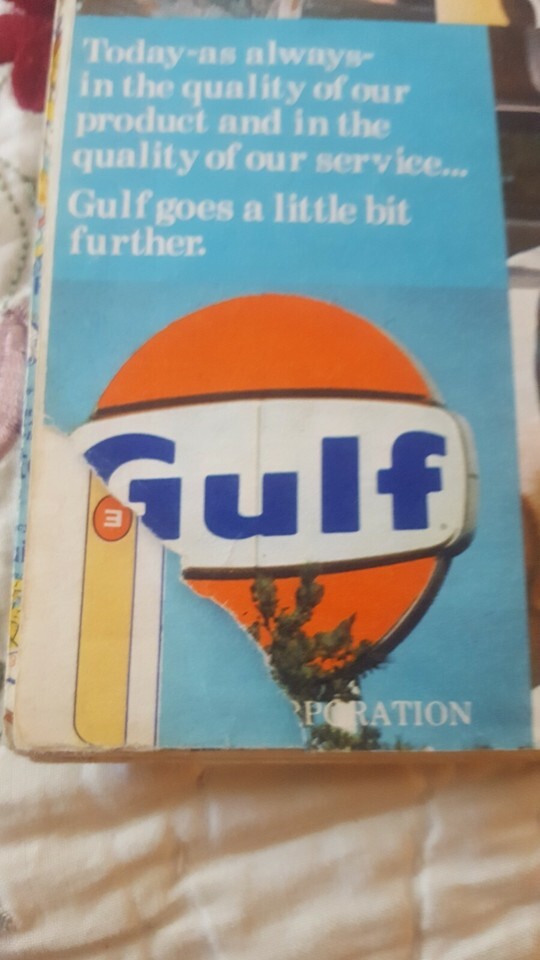 Today-as always-
in the quality of our
product and in the
quality of our service...
Gulf goes a little bit
further.
Gulf
3
RPORATION